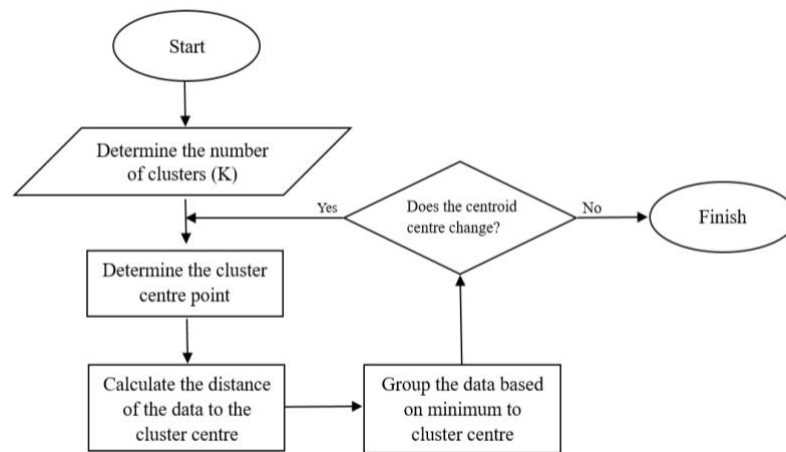 Start
Determine the number
of clusters (K)
Determine the cluster
centre point
Calculate the distance
of the data to the
cluster centre
Group the data based
on minimum to
cluster centre
Does the centroid
centre change?
Yes
No
Finish